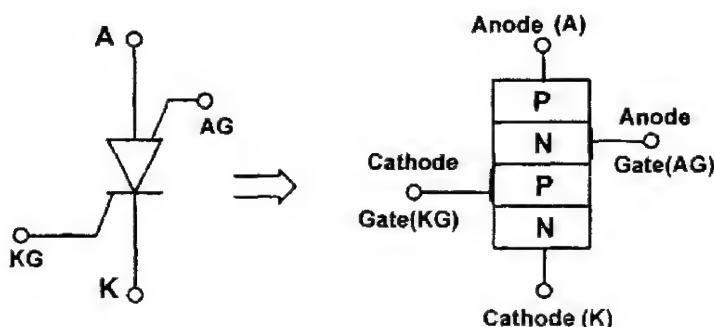 A
AG
KG
K
Anode (A)
P
N
P
N
Anode
Gate(AG)
Cathode
Gate(KG)
Cathode (K)